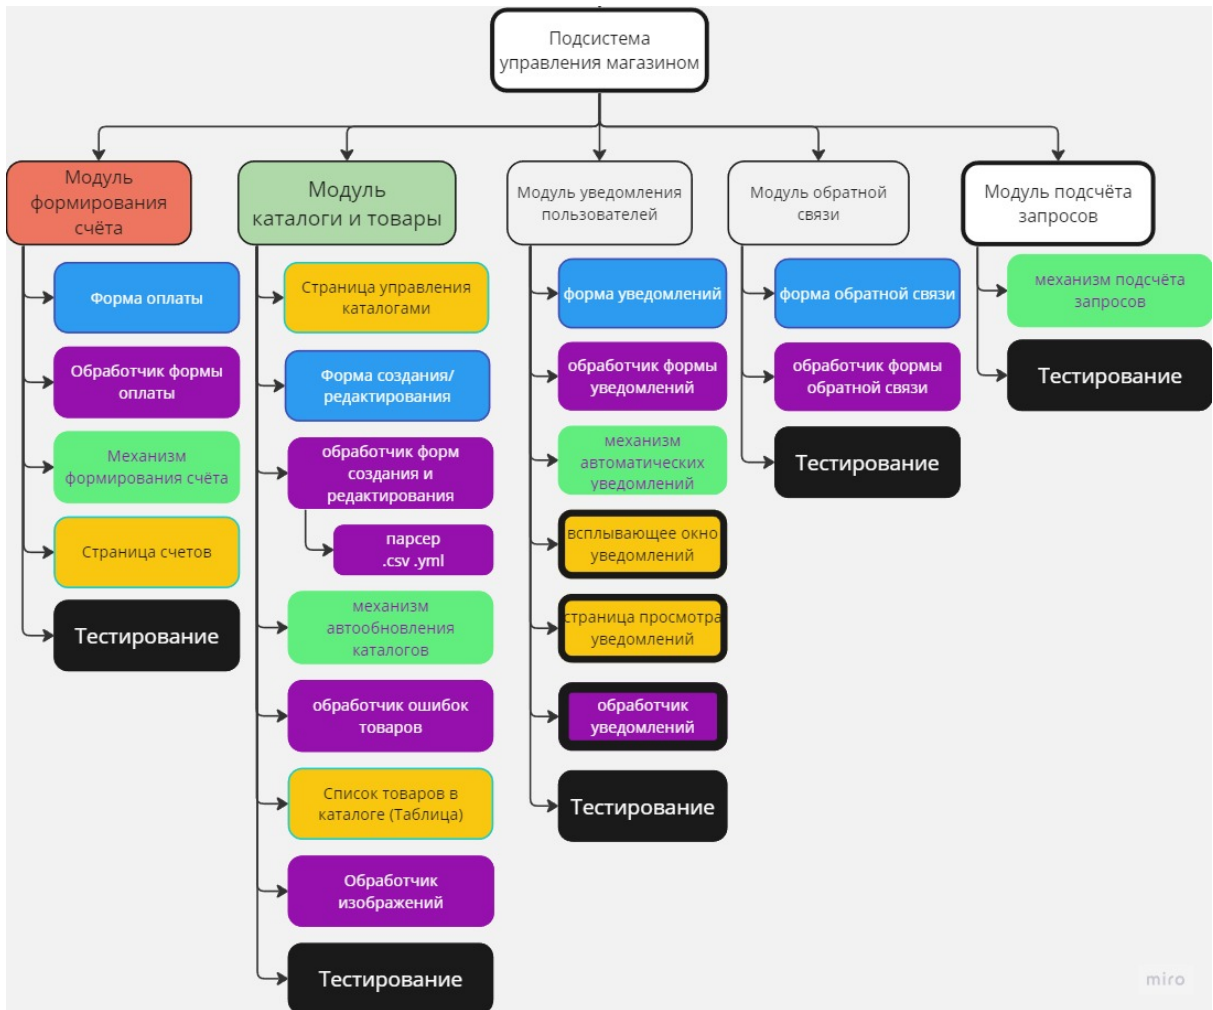 Подсистема
управления магазином
Модуль
формирования
счёта
Форма оплаты
Обработчик формы
оплаты
Механизм
формирования счёта
Страница счетов
Тестирование
Модуль
каталоги и товары
Страница управления
каталогами
Форма создания/
редактирования
обработчик форм
создания и
редактирования
парсер
.csv .yml
механизм
автообновления
каталогов
обработчик ошибок
товаров
Список товаров в
каталоге (Таблица)
Обработчик
изображений
Тестирование
Модуль уведомления
пользователей
форма уведомлений
обработчик формы
уведомлений
механизм
автоматических
уведомлений
всплывающее окно
уведомлений
страница просмотра
уведомлений
обработчик
уведомлений
Тестирование
Модуль обратной
связи
форма обратной связи
обработчик формы
обратной связи
Тестирование
Модуль подсчёта
запросов
механизм подсчёта
запросов
Тестирование
miro